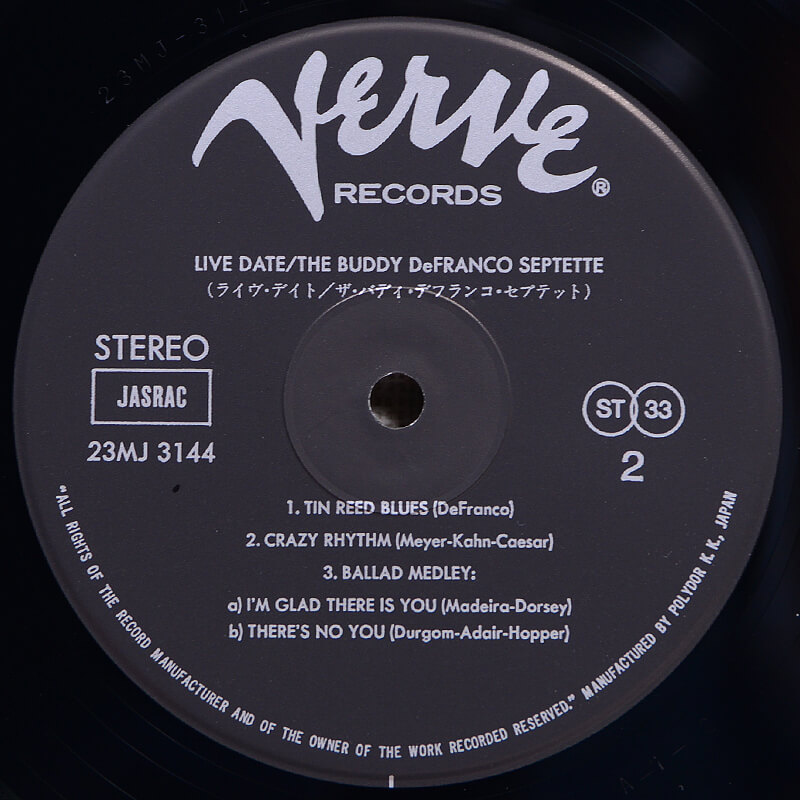 23MJ-314
VERVE
RECORDS ®
LIVE DATE/THE BUDDY DeFRANCO SEPTETTE
(ライヴ・デイト/ザ・バディ・デフランコ・セプテット)
STEREO
JASRAC
23MJ 3144
ST 33
2
1. TIN REED BLUES (DeFranco)
2. CRAZY RHYTHM (Meyer-Kahn-Caesar)
3. BALLAD MEDLEY:
a) I'M GLAD THERE IS YOU (Madeira-Dorsey)
b) THERE'S NO YOU (Durgom-Adair-Hopper)
"ALL RIGHTS OF THE RECORD MANUFACTURER AND OF THE OWNER OF THE WORK RECORDED RESERVED." MANUFACTURED BY POLYDOR K.K., JAPAN